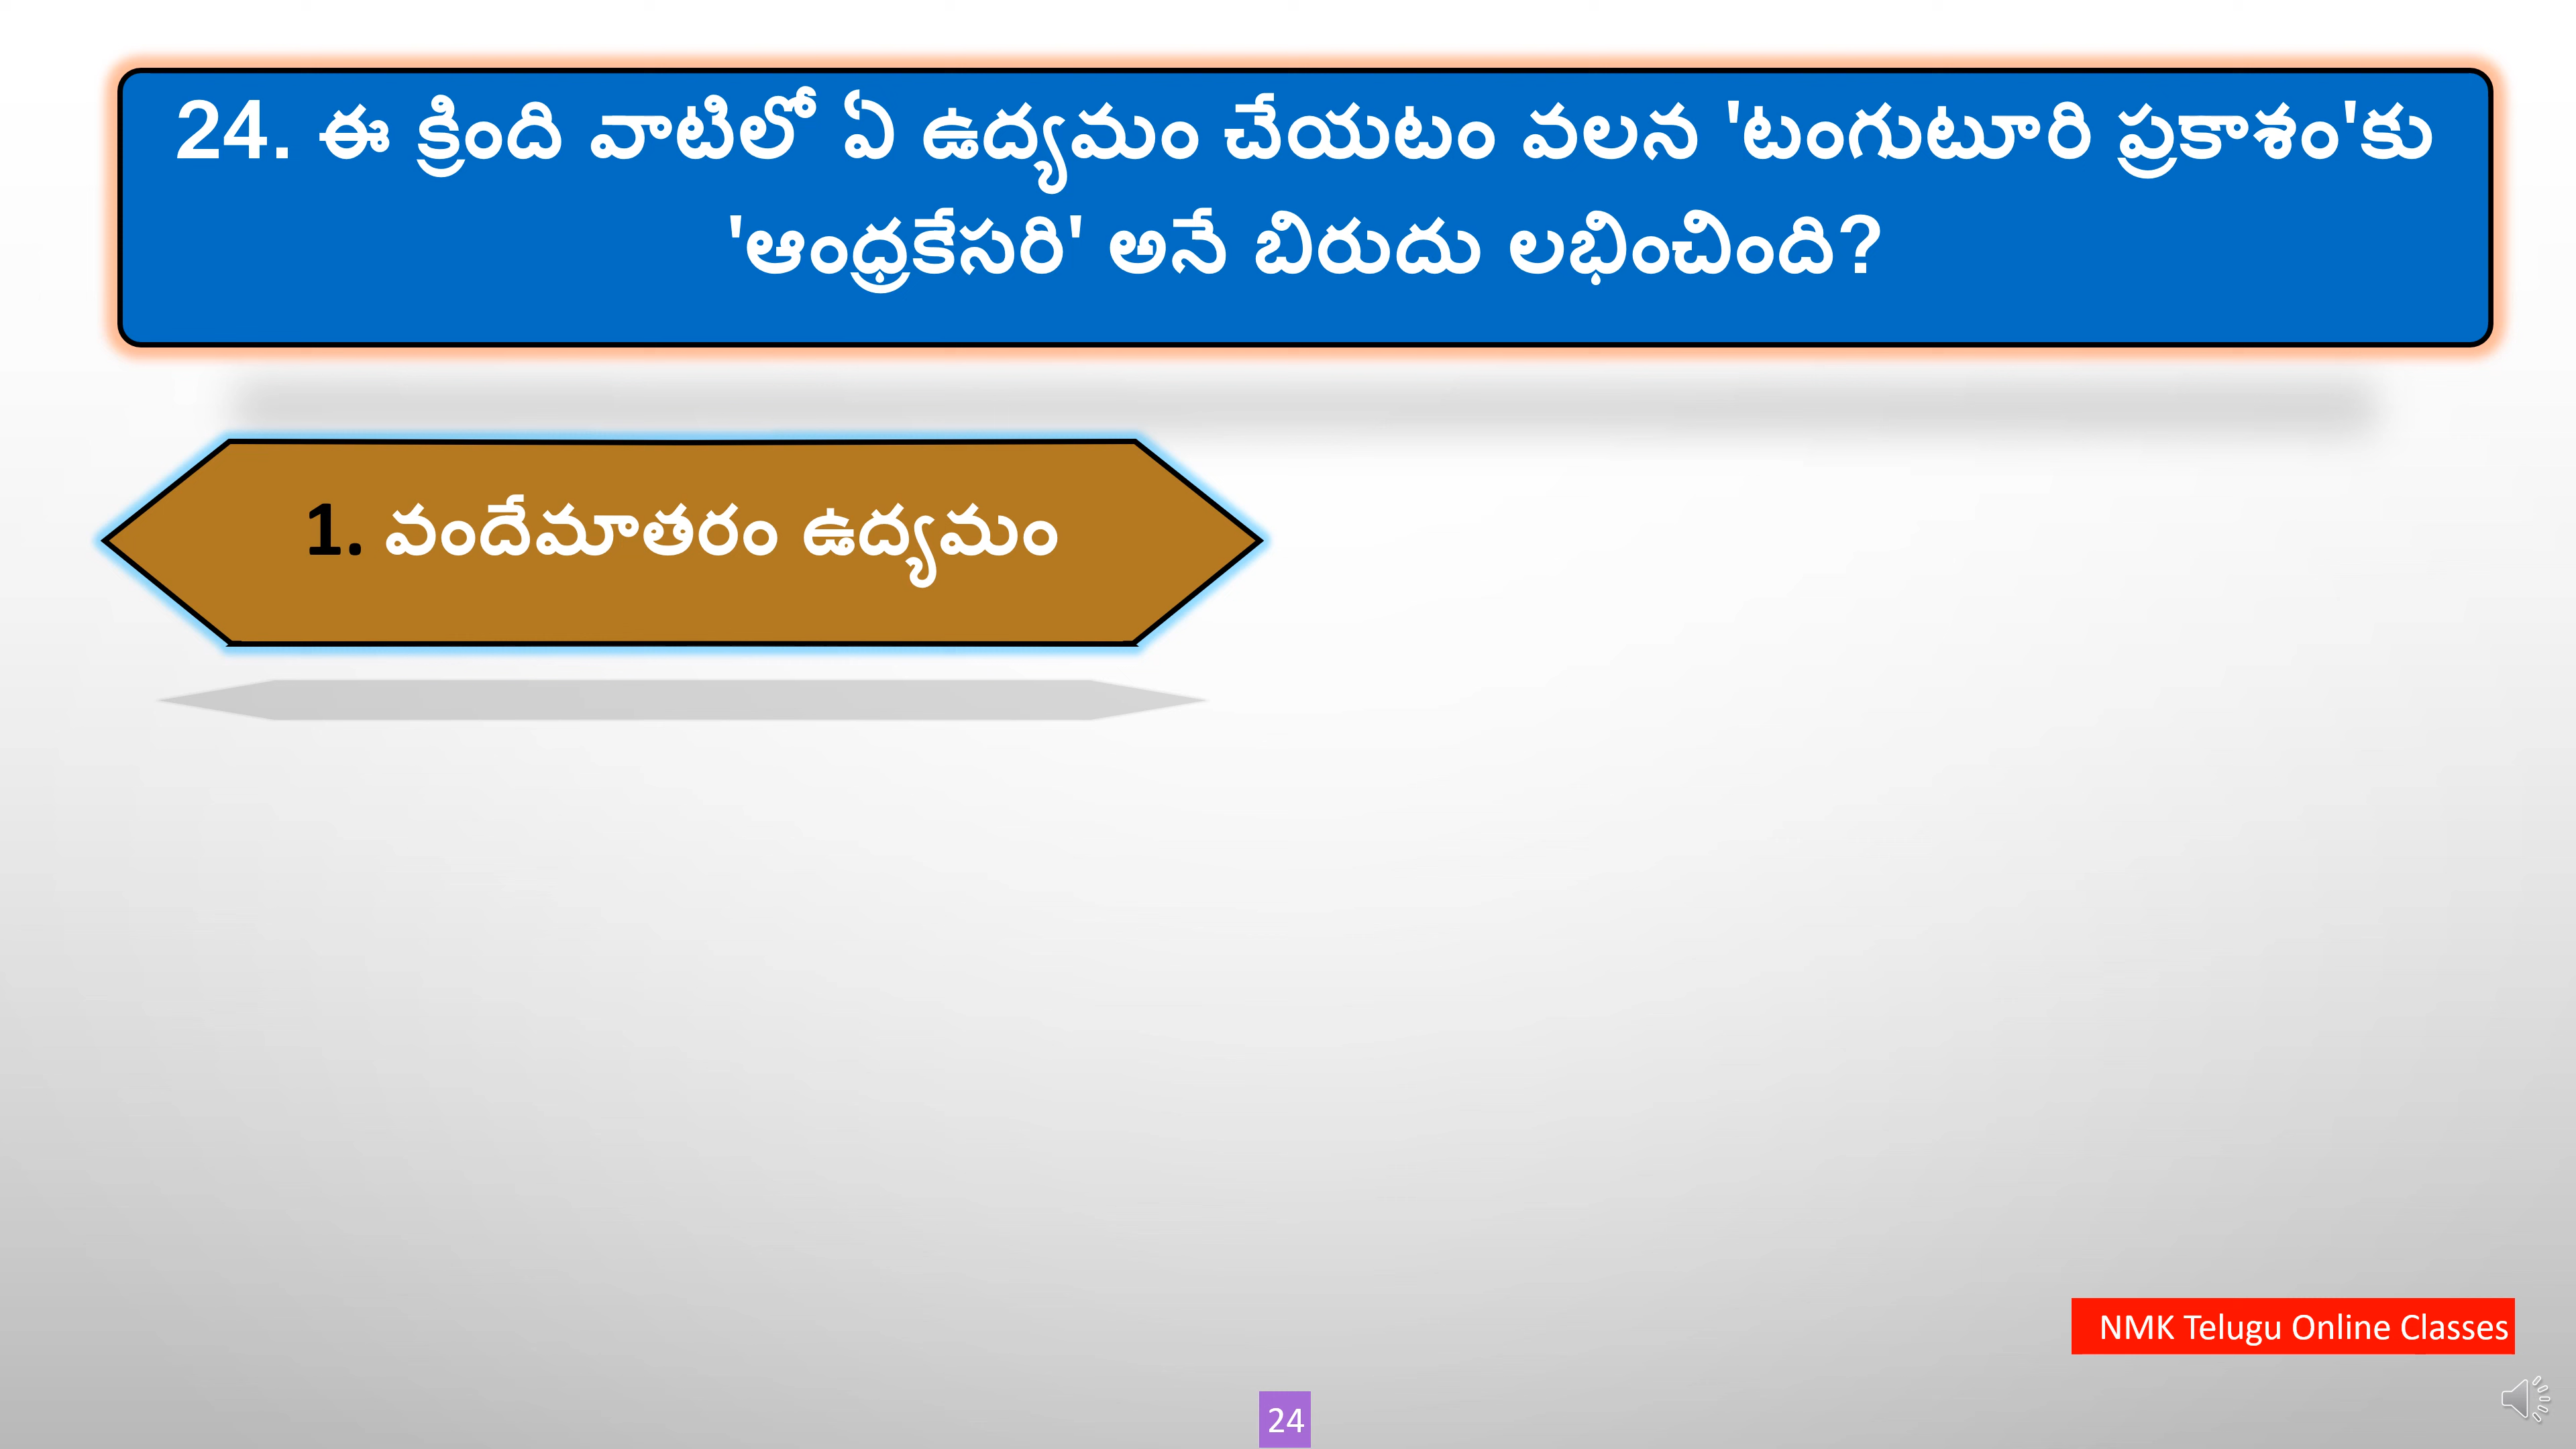 24. ఈ క్రింది వాటిలో ఏ ఉద్యమం చేయటం వలన 'టంగుటూరి ప్రకాశం'కు
'ఆంధ్రకేసరి' అనే బిరుదు లభించింది?
1. వందేమాతరం ఉద్యమం
NMK Telugu Online Classes
24